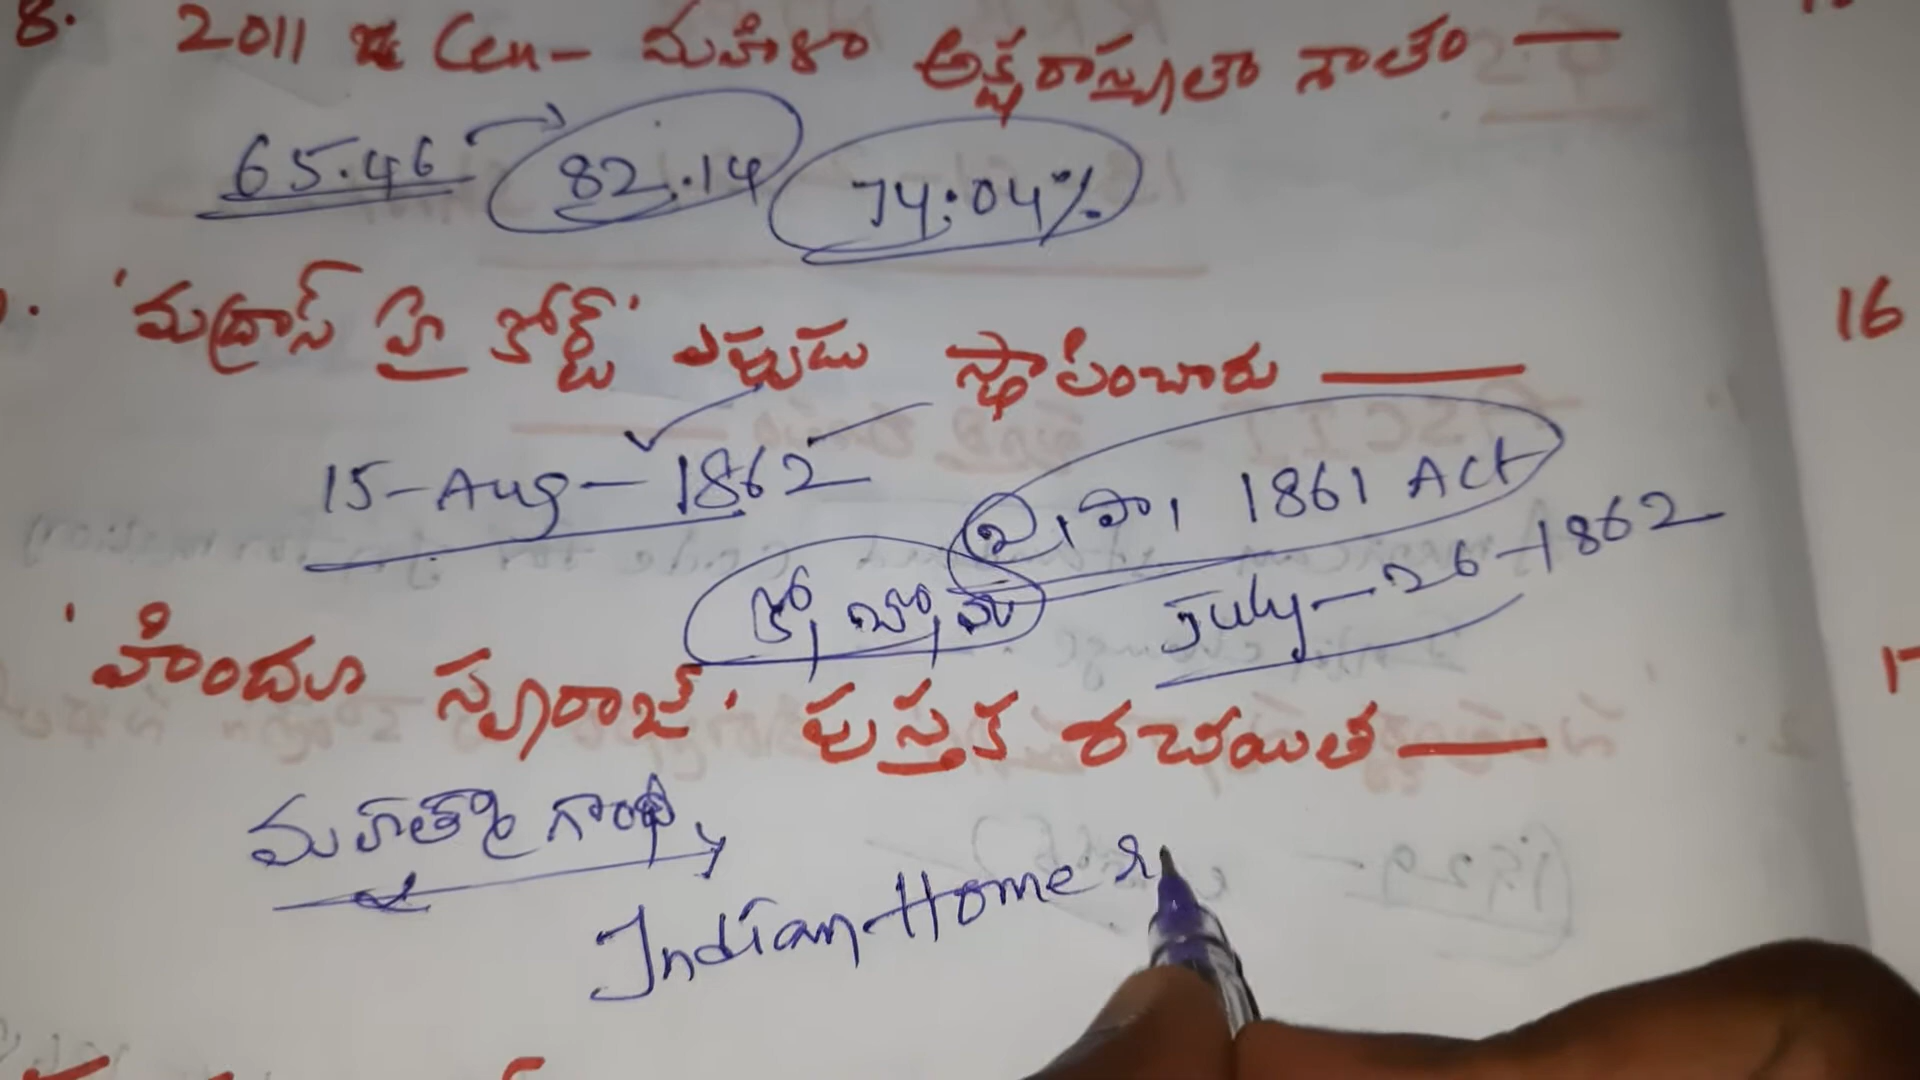 8. 2011 Cen- మహిళా అక్షరాస్యతా శాతం —
65.46 82.14 74.04%
'మద్రాస్ హై కోర్ట్' ఎప్పుడు స్థాపించారు —
15-Aug-1862 1861 Act
July-26-1862
'హిందూ స్వరాజ్' పుస్తక రచయిత —
మహాత్మా గాంధీ
Indian Home
16